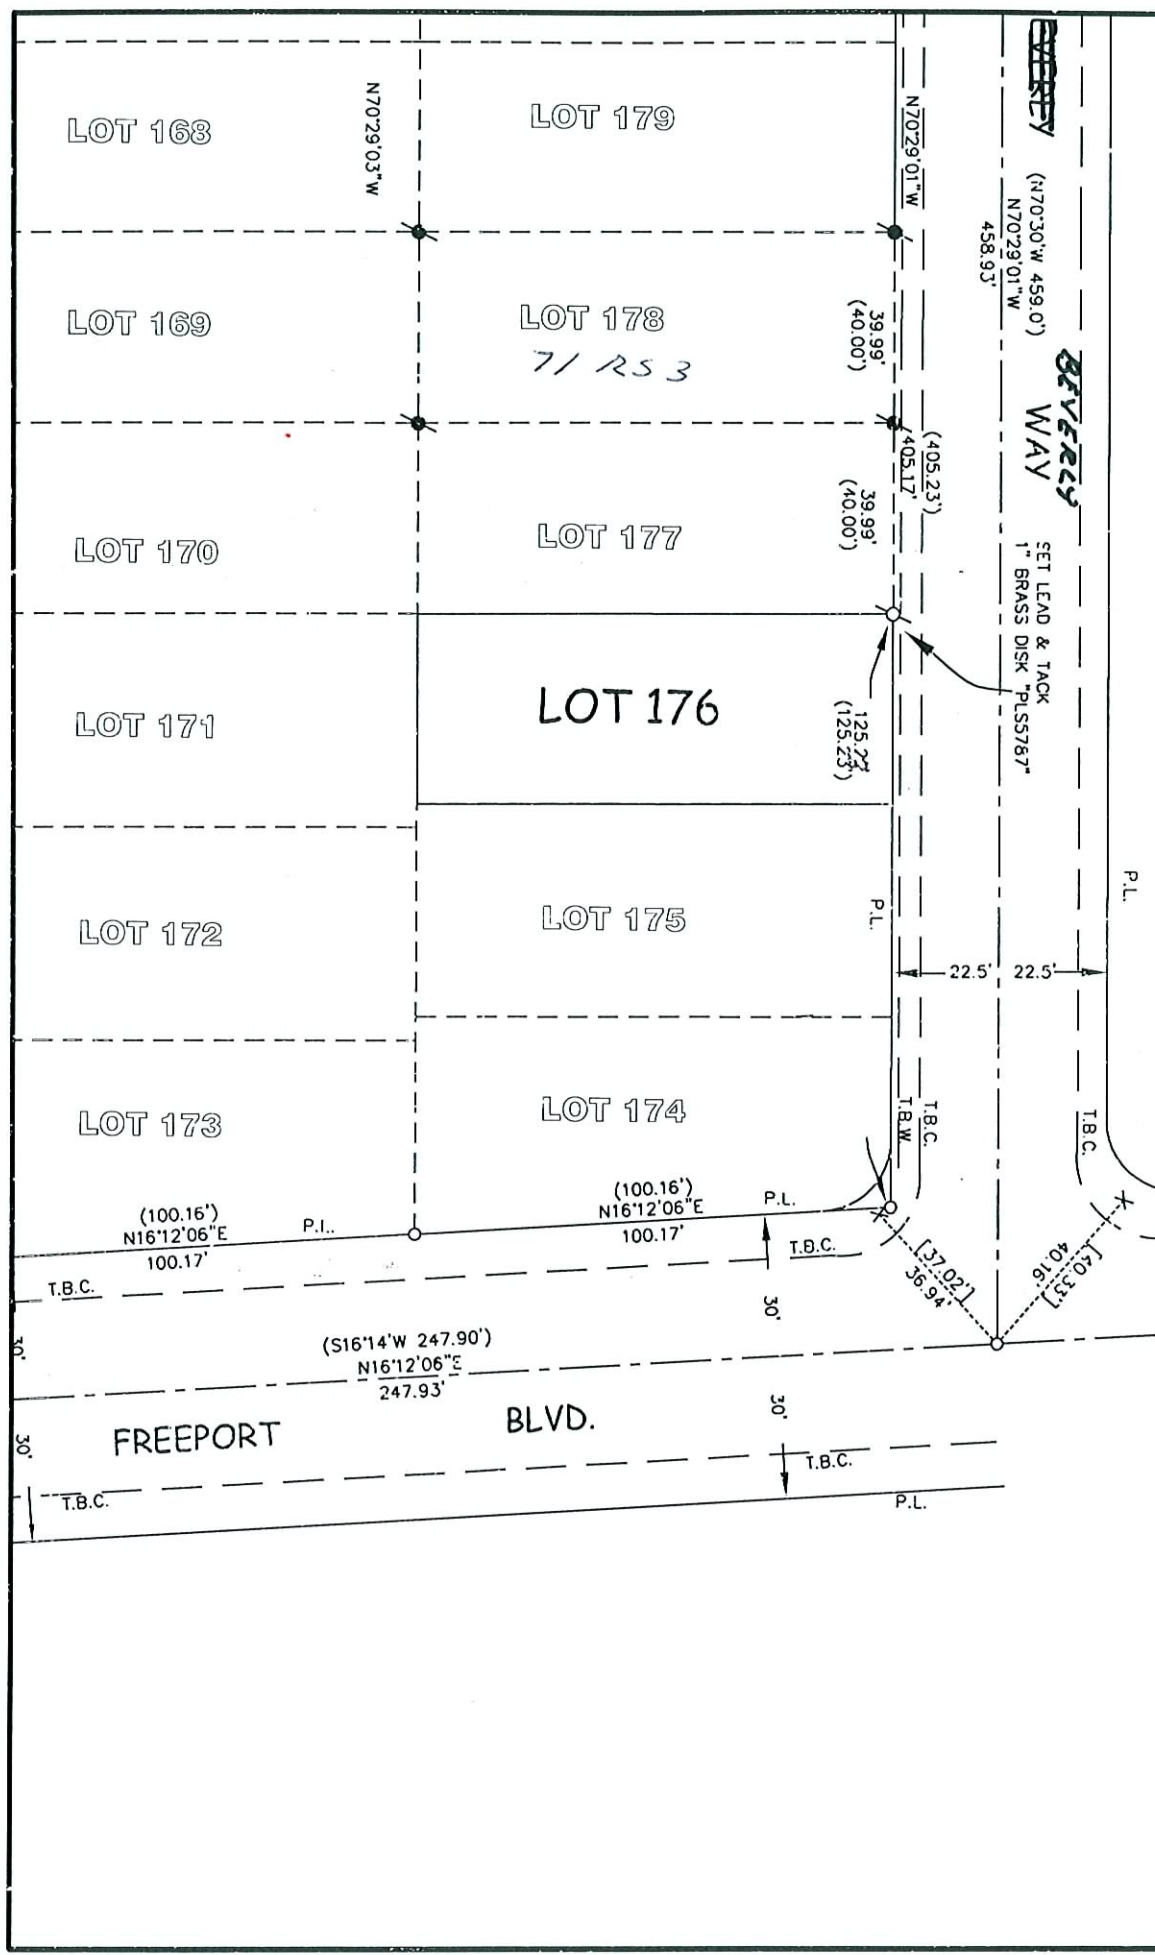 EVERLY
BEVERLY
WAY
(N70°30'W 459.0')
N70°29'01"W
458.93'
LOT 168
N70°29'03"W
LOT 179
N70°29'01"W
LOT 169
LOT 178
71 RS 3
39.99'
(40.00')
(405.23')
405.17'
LOT 170
LOT 177
39.99'
(40.00')
SET LEAD & TACK
1" BRASS DISK "PLS5787"
LOT 171
LOT 176
(125.23')
P.L.
LOT 172
LOT 175
P.L.
22.5'
22.5'
LOT 173
LOT 174
T.B.W.
T.B.C.
T.B.C.
(100.16')
N16°12'06"E
100.17'
P.L.
(100.16')
N16°12'06"E
100.17'
P.L.
T.B.C.
T.B.C.
[37.02']
36.94'
[40.33']
40.16'
30'
30'
(S16°14'W 247.90')
N16°12'06"E
247.93'
FREEPORT BLVD.
30'
30'
T.B.C.
T.B.C.
P.L.